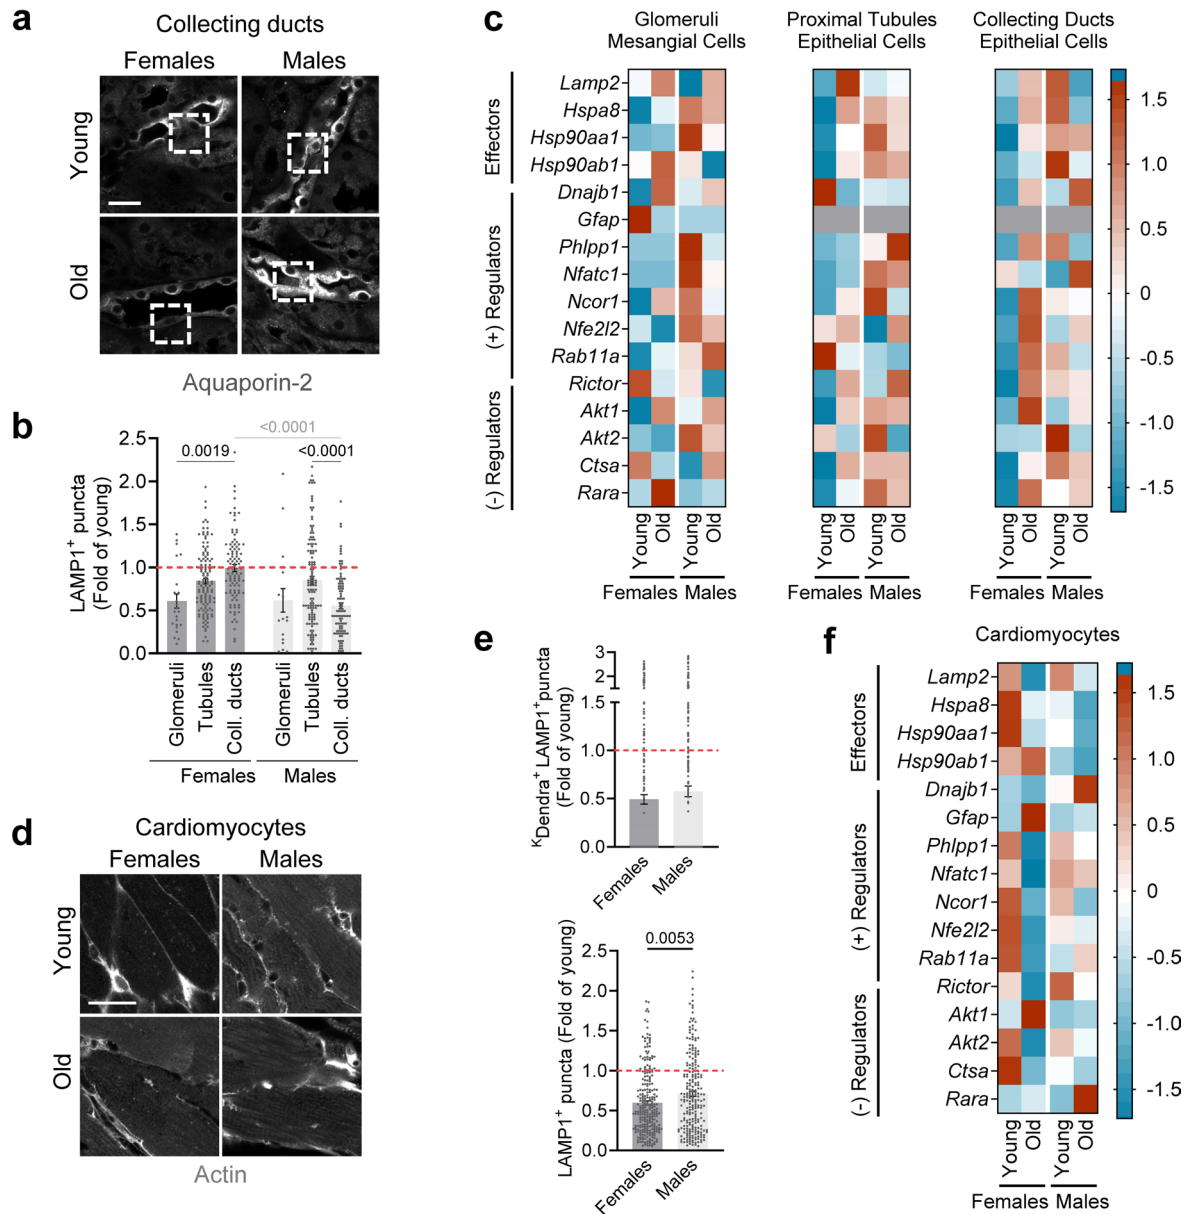 a
Collecting ducts
Females
Males
Young
Old
Aquaporin-2
b
LAMP1+ puncta
(Fold of young)
2.5
2.0
1.5
1.0
0.5
0.0
<0.0001
0.0019
<0.0001
Glomeruli
Tubules
Coll. ducts
Glomeruli
Tubules
Coll. ducts
Females
Males
c
Glomeruli
Mesangial Cells
Proximal Tubules
Epithelial Cells
Collecting Ducts
Epithelial Cells
Effectors
(+) Regulators
(-) Regulators
Lamp2
Hspa8
Hsp90aa1
Hsp90ab1
Dnajb1
Gfap
Phlpp1
Nfatc1
Ncor1
Nfe2l2
Rab11a
Rictor
Akt1
Akt2
Ctsa
Rara
Young
Old
Young
Old
Females
Males
Young
Old
Young
Old
Females
Males
Young
Old
Young
Old
Females
Males
1.5
1.0
0.5
0
-0.5
-1.0
-1.5
d
Cardiomyocytes
Females
Males
Young
Old
Actin
e
KDendra+ LAMP1+puncta
(Fold of young)
3
2
1.5
1.0
0.5
0.0
Females
Males
LAMP1+ puncta (Fold of young)
2.5
2.0
1.5
1.0
0.5
0.0
0.0053
Females
Males
f
Cardiomyocytes
Effectors
(+) Regulators
(-) Regulators
Lamp2
Hspa8
Hsp90aa1
Hsp90ab1
Dnajb1
Gfap
Phlpp1
Nfatc1
Ncor1
Nfe2l2
Rab11a
Rictor
Akt1
Akt2
Ctsa
Rara
Young
Old
Young
Old
Females
Males
1.5
1.0
0.5
0
-0.5
-1.0
-1.5